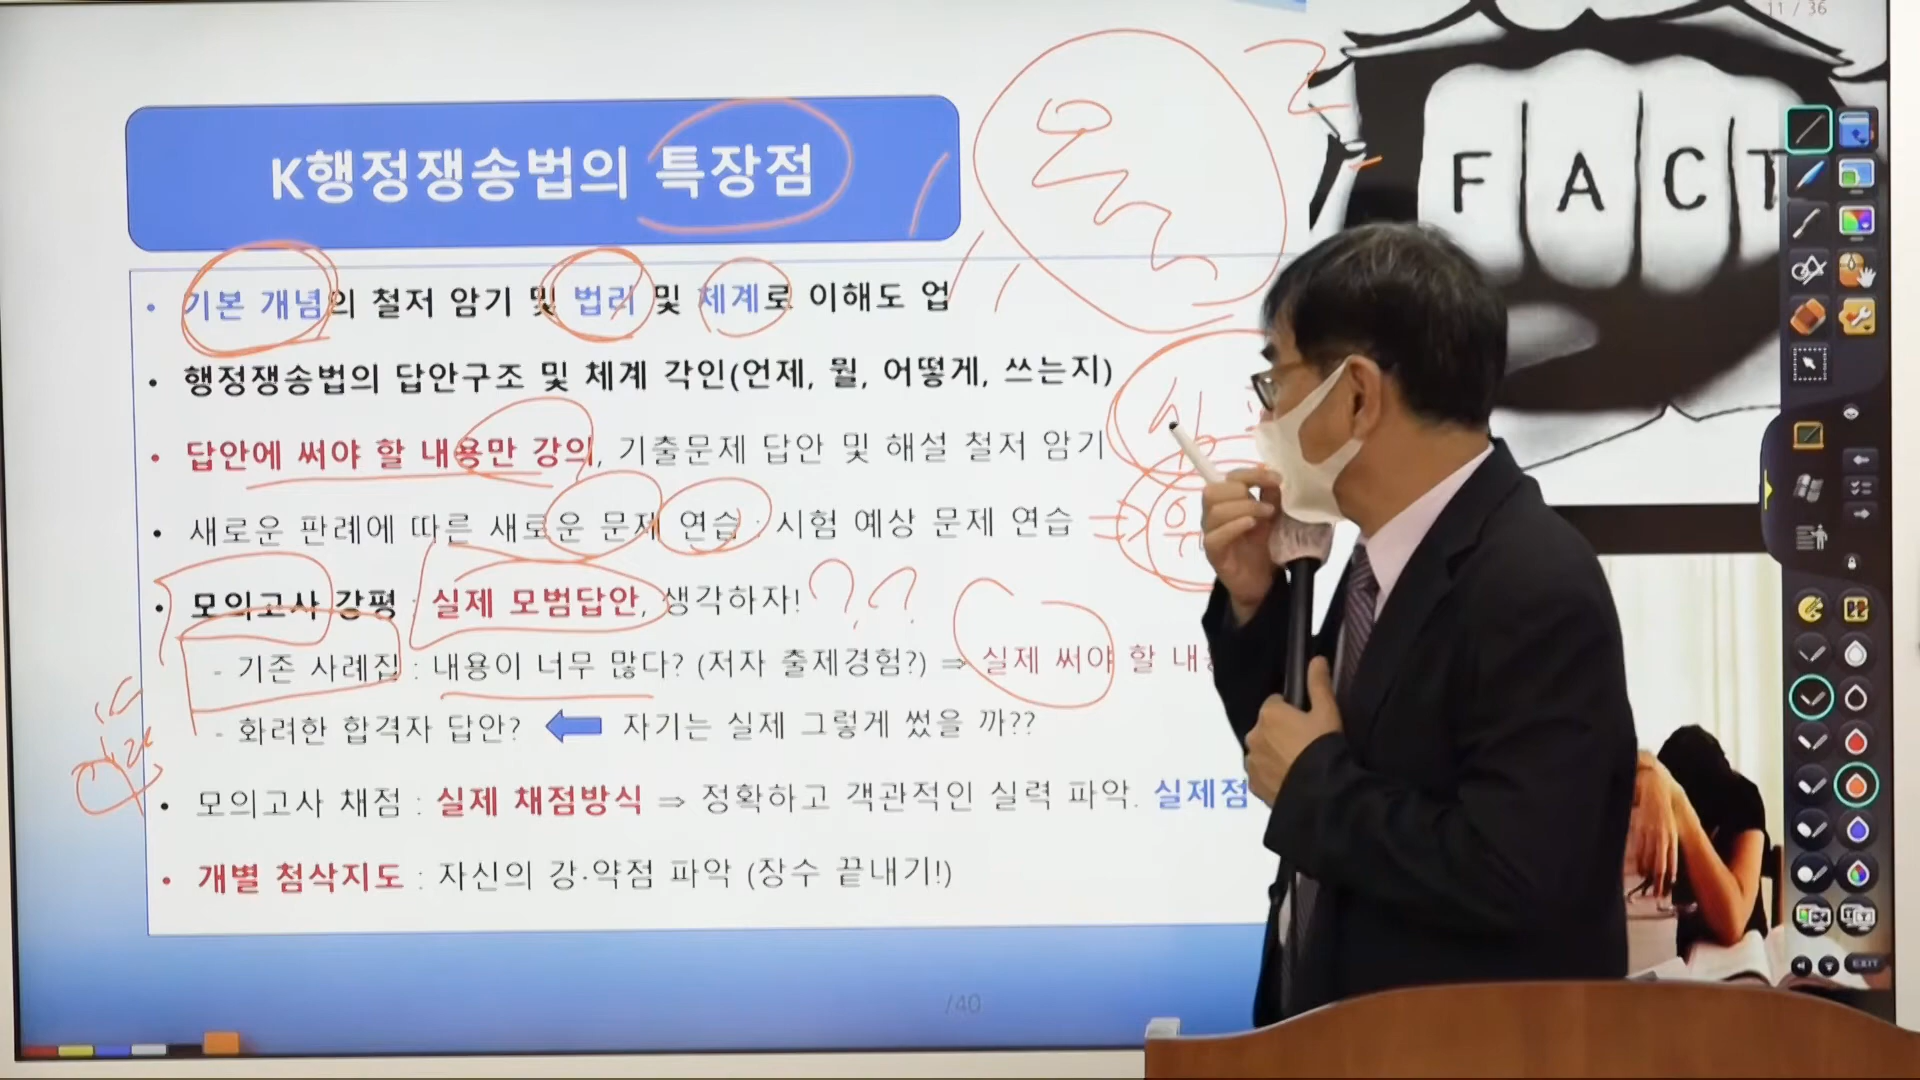 11 / 36
K행정쟁송법의 특장점
FACT
• 기본 개념의 철저 암기 및 법리 및 체계로 이해도 업
• 행정쟁송법의 답안구조 및 체계 각인(언제, 뭘, 어떻게, 쓰는지)
• 답안에 써야 할 내용만 강의, 기출문제 답안 및 해설 철저 암기
• 새로운 판례에 따른 새로운 문제 연습 : 시험 예상 문제 연습
• 모의고사 강평 : 실제 모범답안, 생각하자! ??
- 기존 사례집 : 내용이 너무 많다? (저자 출제경험?) ⇒ 실제 써야 할 내
- 화려한 합격자 답안? 자기는 실제 그렇게 썼을 까??
• 모의고사 채점 : 실제 채점방식 ⇒ 정확하고 객관적인 실력 파악. 실제점
• 개별 첨삭지도 : 자신의 강·약점 파악 (장수 끝내기!)
/40
EXIT